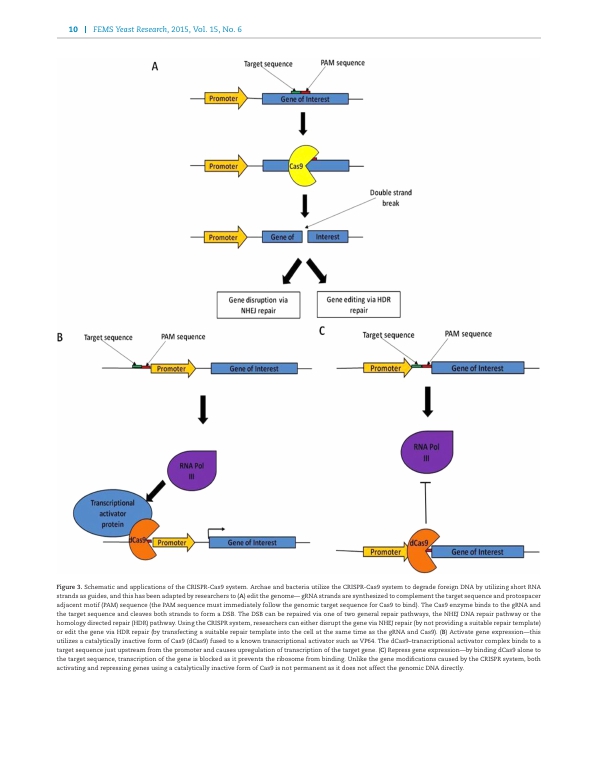 10 | FEMS Yeast Research, 2015, Vol. 15, No. 6
A
Target sequence
PAM sequence
Promoter
Gene of Interest
Promoter
Cas9
Double strand
break
Promoter
Gene of
Interest
Gene disruption via
NHEJ repair
Gene editing via HDR
repair
B
Target sequence
PAM sequence
Promoter
Gene of Interest
RNA Pol
III
Transcriptional
activator
protein
dCas9
Promoter
Gene of Interest
C
Target sequence
PAM sequence
Promoter
Gene of Interest
RNA Pol
III
Promoter
dCas9
Gene of Interest
Figure 3. Schematic and applications of the CRISPR-Cas9 system. Archae and bacteria utilize the CRISPR-Cas9 system to degrade foreign DNA by utilizing short RNA
strands as guides, and this has been adapted by researchers to (A) edit the genome— gRNA strands are synthesized to complement the target sequence and protospacer
adjacent motif (PAM) sequence (the PAM sequence must immediately follow the genomic target sequence for Cas9 to bind). The Cas9 enzyme binds to the gRNA and
the target sequence and cleaves both strands to form a DSB. The DSB can be repaired via one of two general repair pathways, the NHEJ DNA repair pathway or the
homology directed repair (HDR) pathway. Using the CRISPR system, researchers can either disrupt the gene via NHEJ repair (by not providing a suitable repair template)
or edit the gene via HDR repair (by transfecting a suitable repair template into the cell at the same time as the gRNA and Cas9). (B) Activate gene expression—this
utilizes a catalytically inactive form of Cas9 (dCas9) fused to a known transcriptional activator such as VP64. The dCas9–transcriptional activator complex binds to a
target sequence just upstream from the promoter and causes upregulation of transcription of the target gene. (C) Repress gene expression—by binding dCas9 alone to
the target sequence, transcription of the gene is blocked as it prevents the ribosome from binding. Unlike the gene modifications caused by the CRISPR system, both
activating and repressing genes using a catalytically inactive form of Cas9 is not permanent as it does not affect the genomic DNA directly.